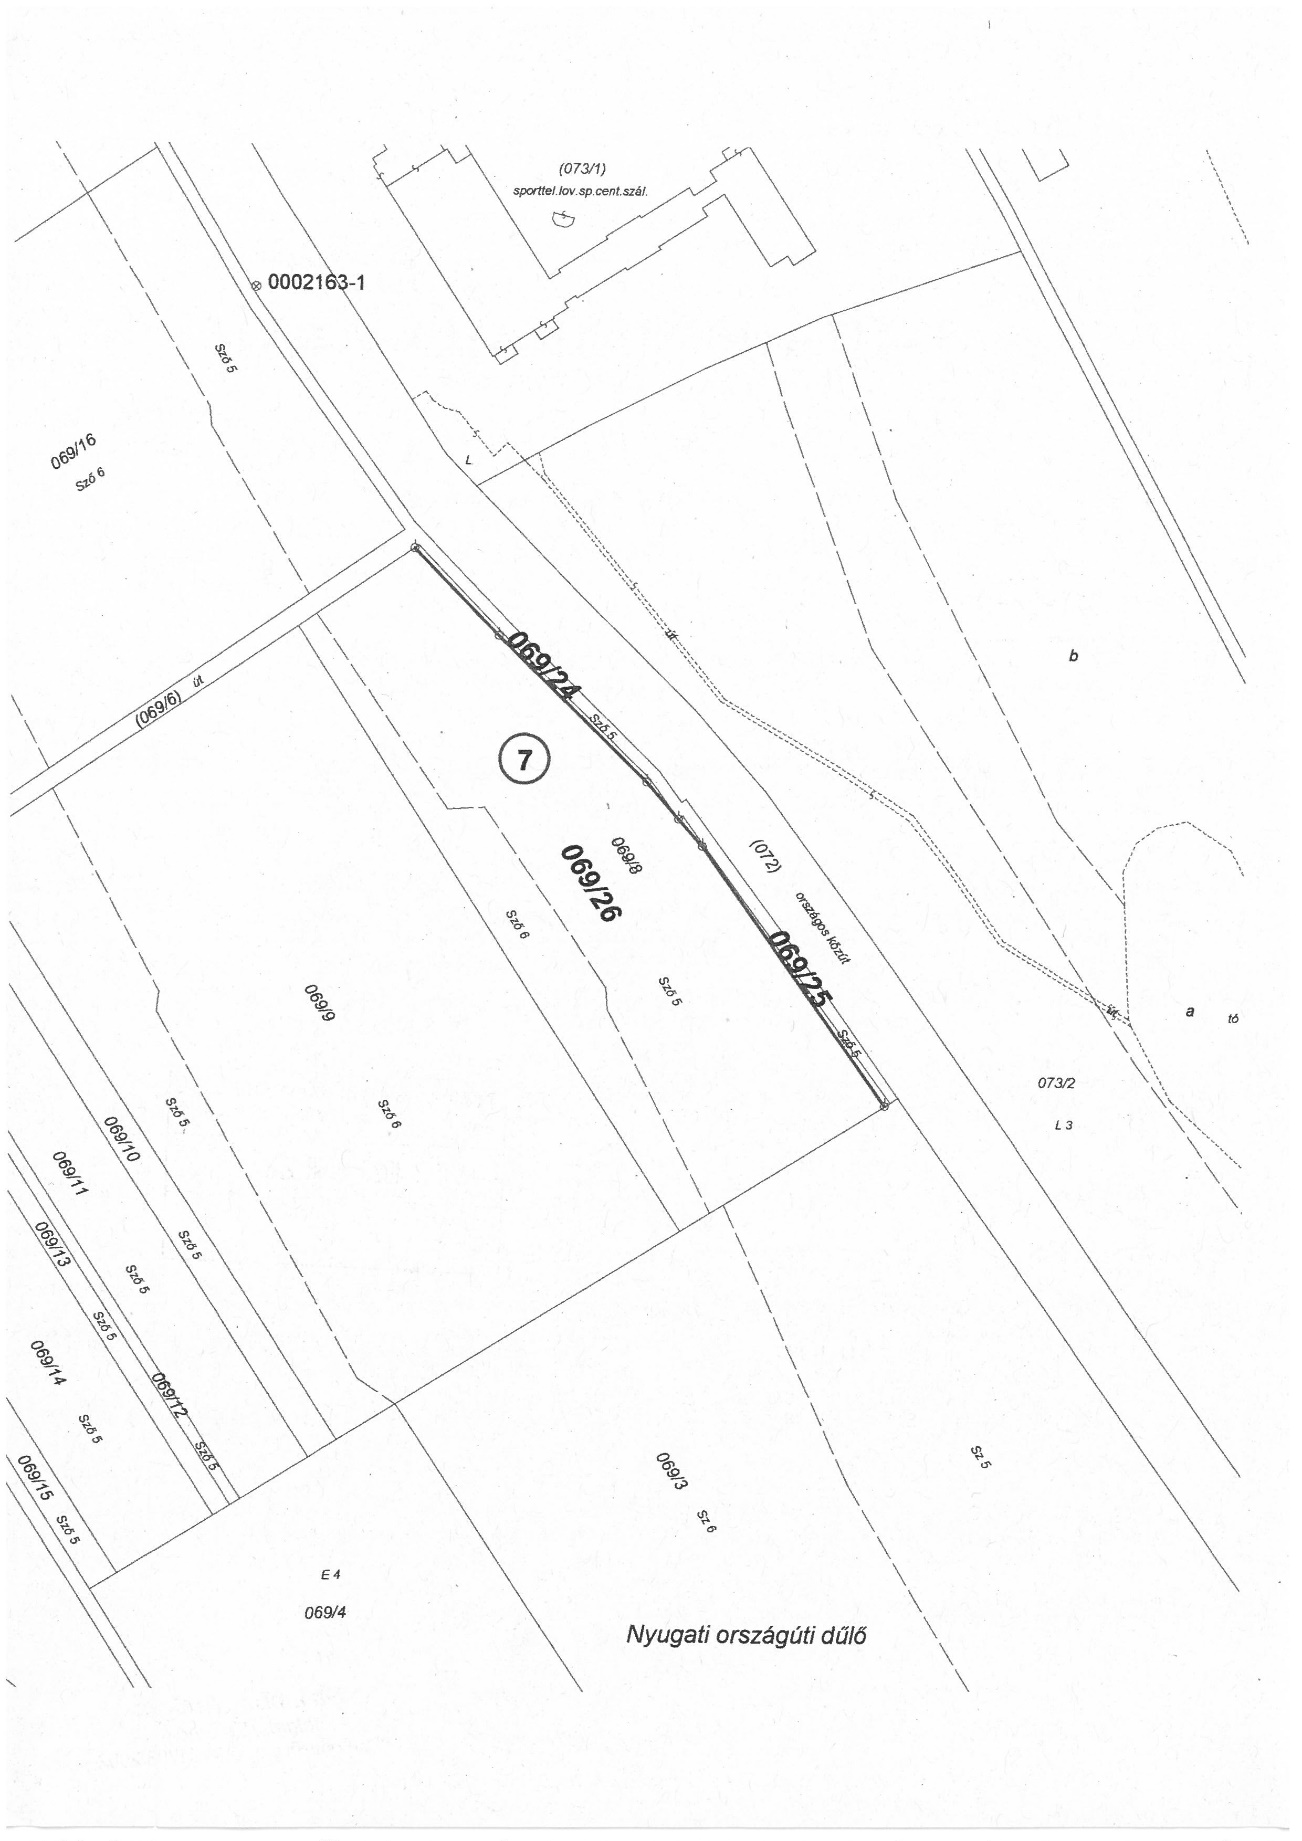 (073/1)
sporttel.lov.sp.cent.szál.
0002163-1
Sző 5
069/16
Sző 6
L
út
b
069/24
(069/6) út
Sző 5
7
069/8
(072)
069/26
országos közút
Sző 6
069/25
Sző 5
069/9
a
tó
út
Sző 5
073/2
L 3
Sző 5
Sző 6
069/10
069/11
069/13
Sző 5
Sző 5
Sző 5
069/14
069/12
Sző 5
Sző 5
069/15
Sző 5
069/3
Sz 5
Sz 6
E 4
069/4
Nyugati országúti dűlő